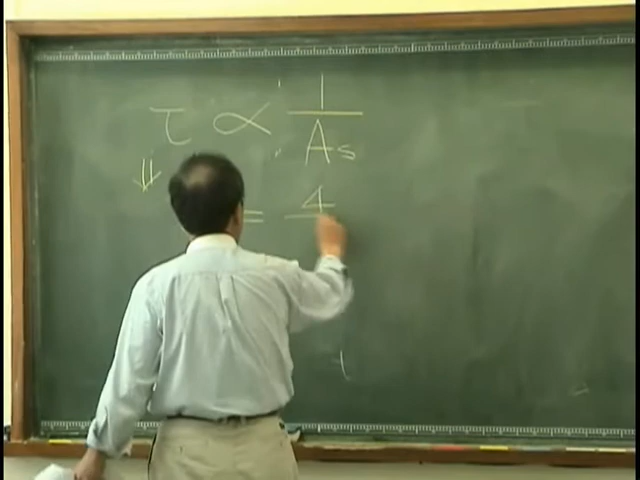 τ ∝ 1/As
⇓
= 4